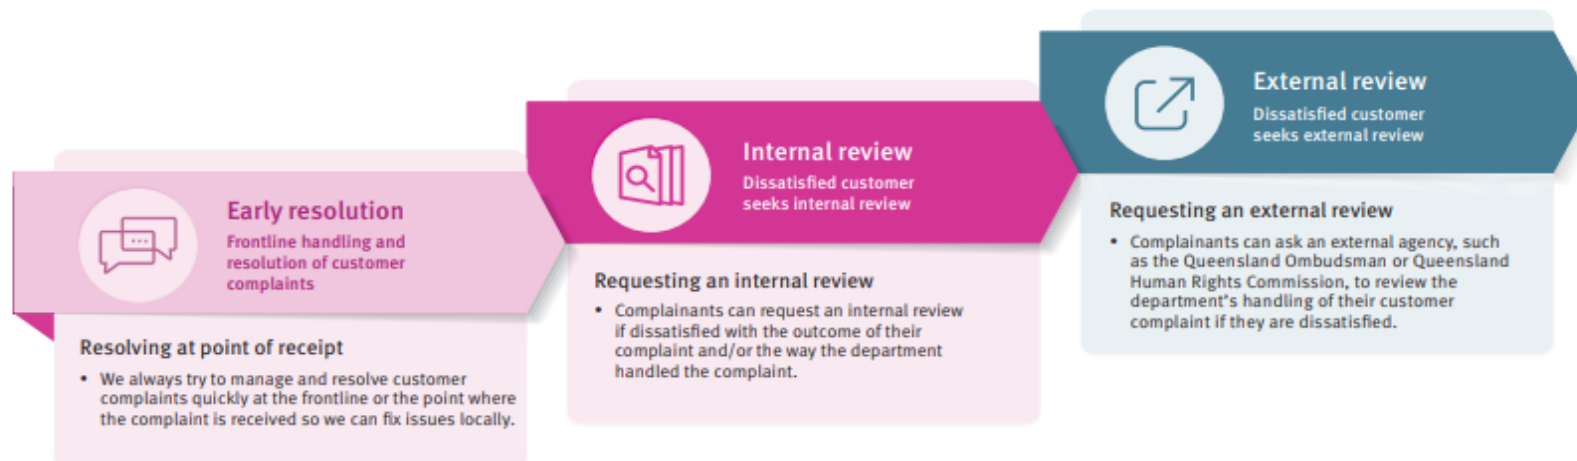 Early resolution
Frontline handling and
resolution of customer
complaints
Resolving at point of receipt
• We always try to manage and resolve customer
complaints quickly at the frontline or the point where
the complaint is received so we can fix issues locally.
Internal review
Dissatisfied customer
seeks internal review
Requesting an internal review
• Complainants can request an internal review
if dissatisfied with the outcome of their
complaint and/or the way the department
handled the complaint.
External review
Dissatisfied customer
seeks external review
Requesting an external review
• Complainants can ask an external agency, such
as the Queensland Ombudsman or Queensland
Human Rights Commission, to review the
department"s handling of their customer
complaint if they are dissatisfied.